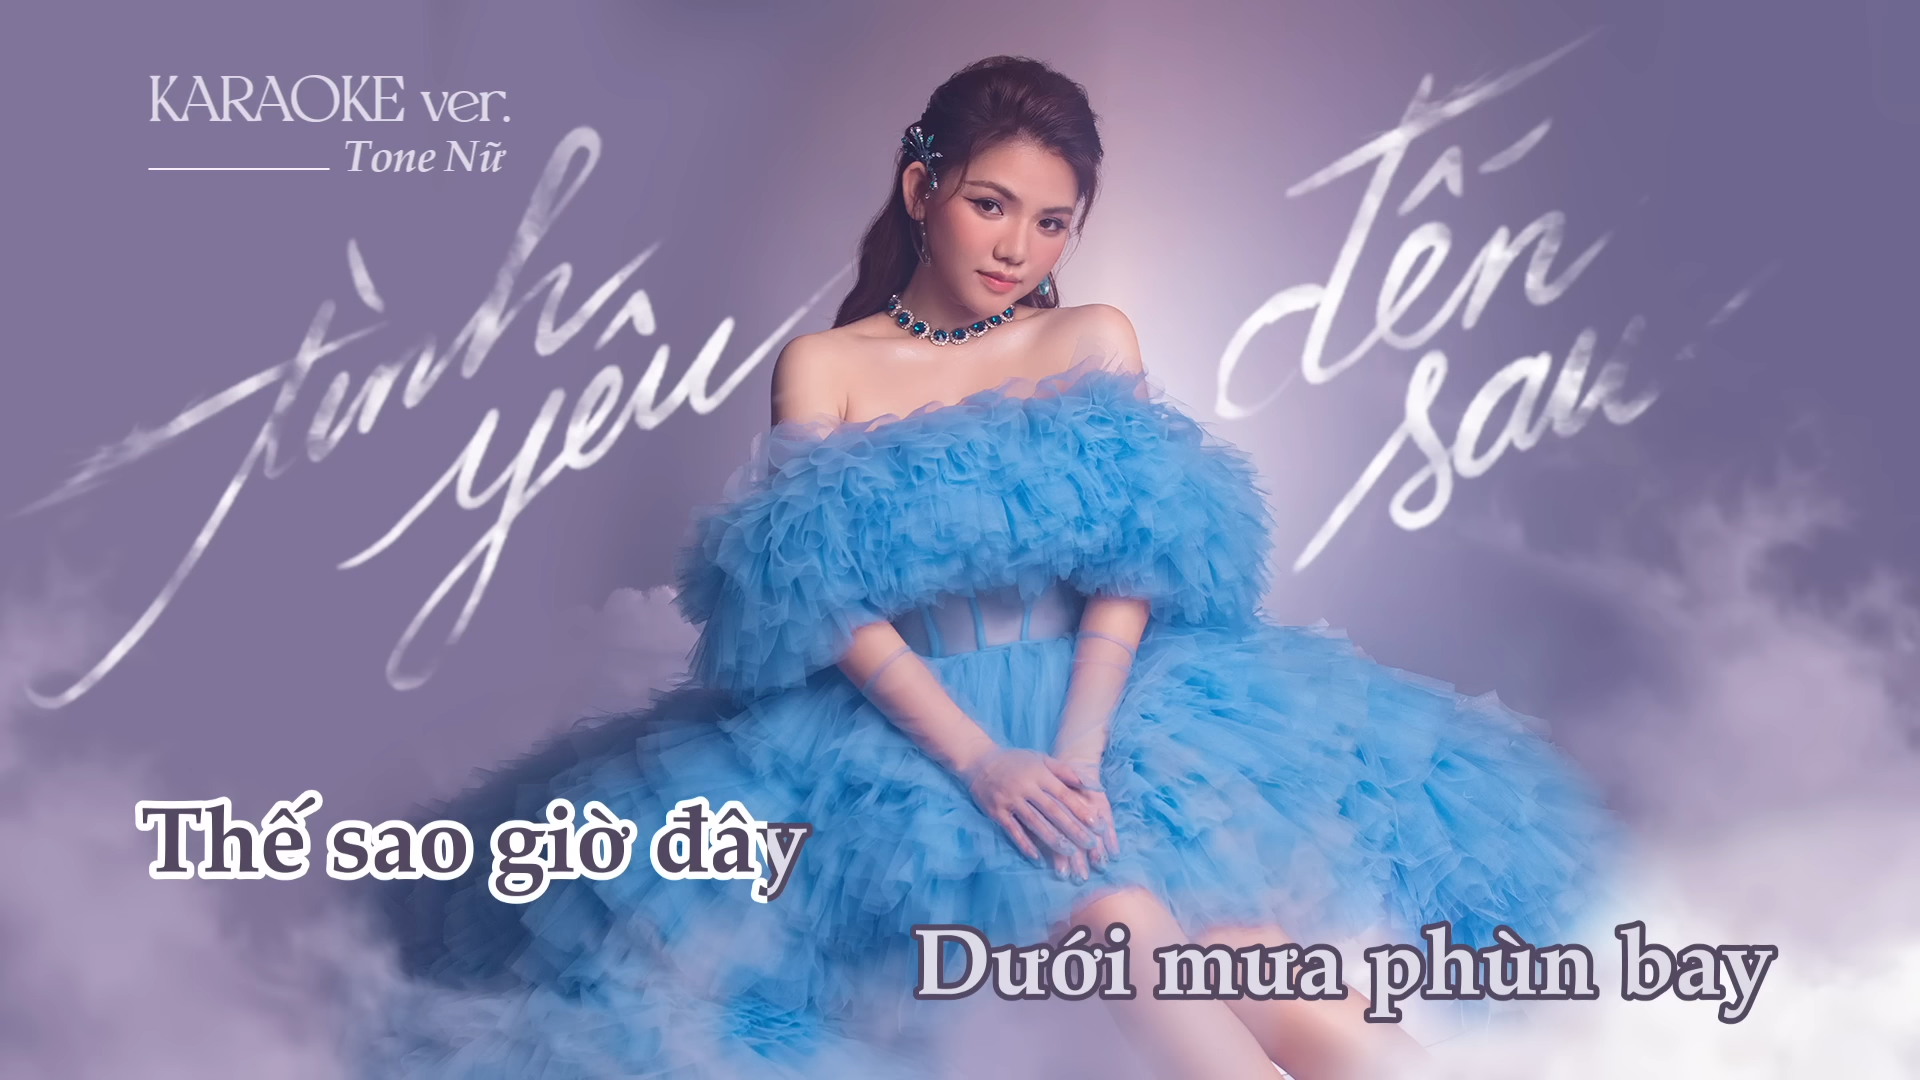 KARAOKE ver.
Tone Nữ
tình
yêu
đến
sau
Thế sao giờ đây
Dưới mưa phùn bay